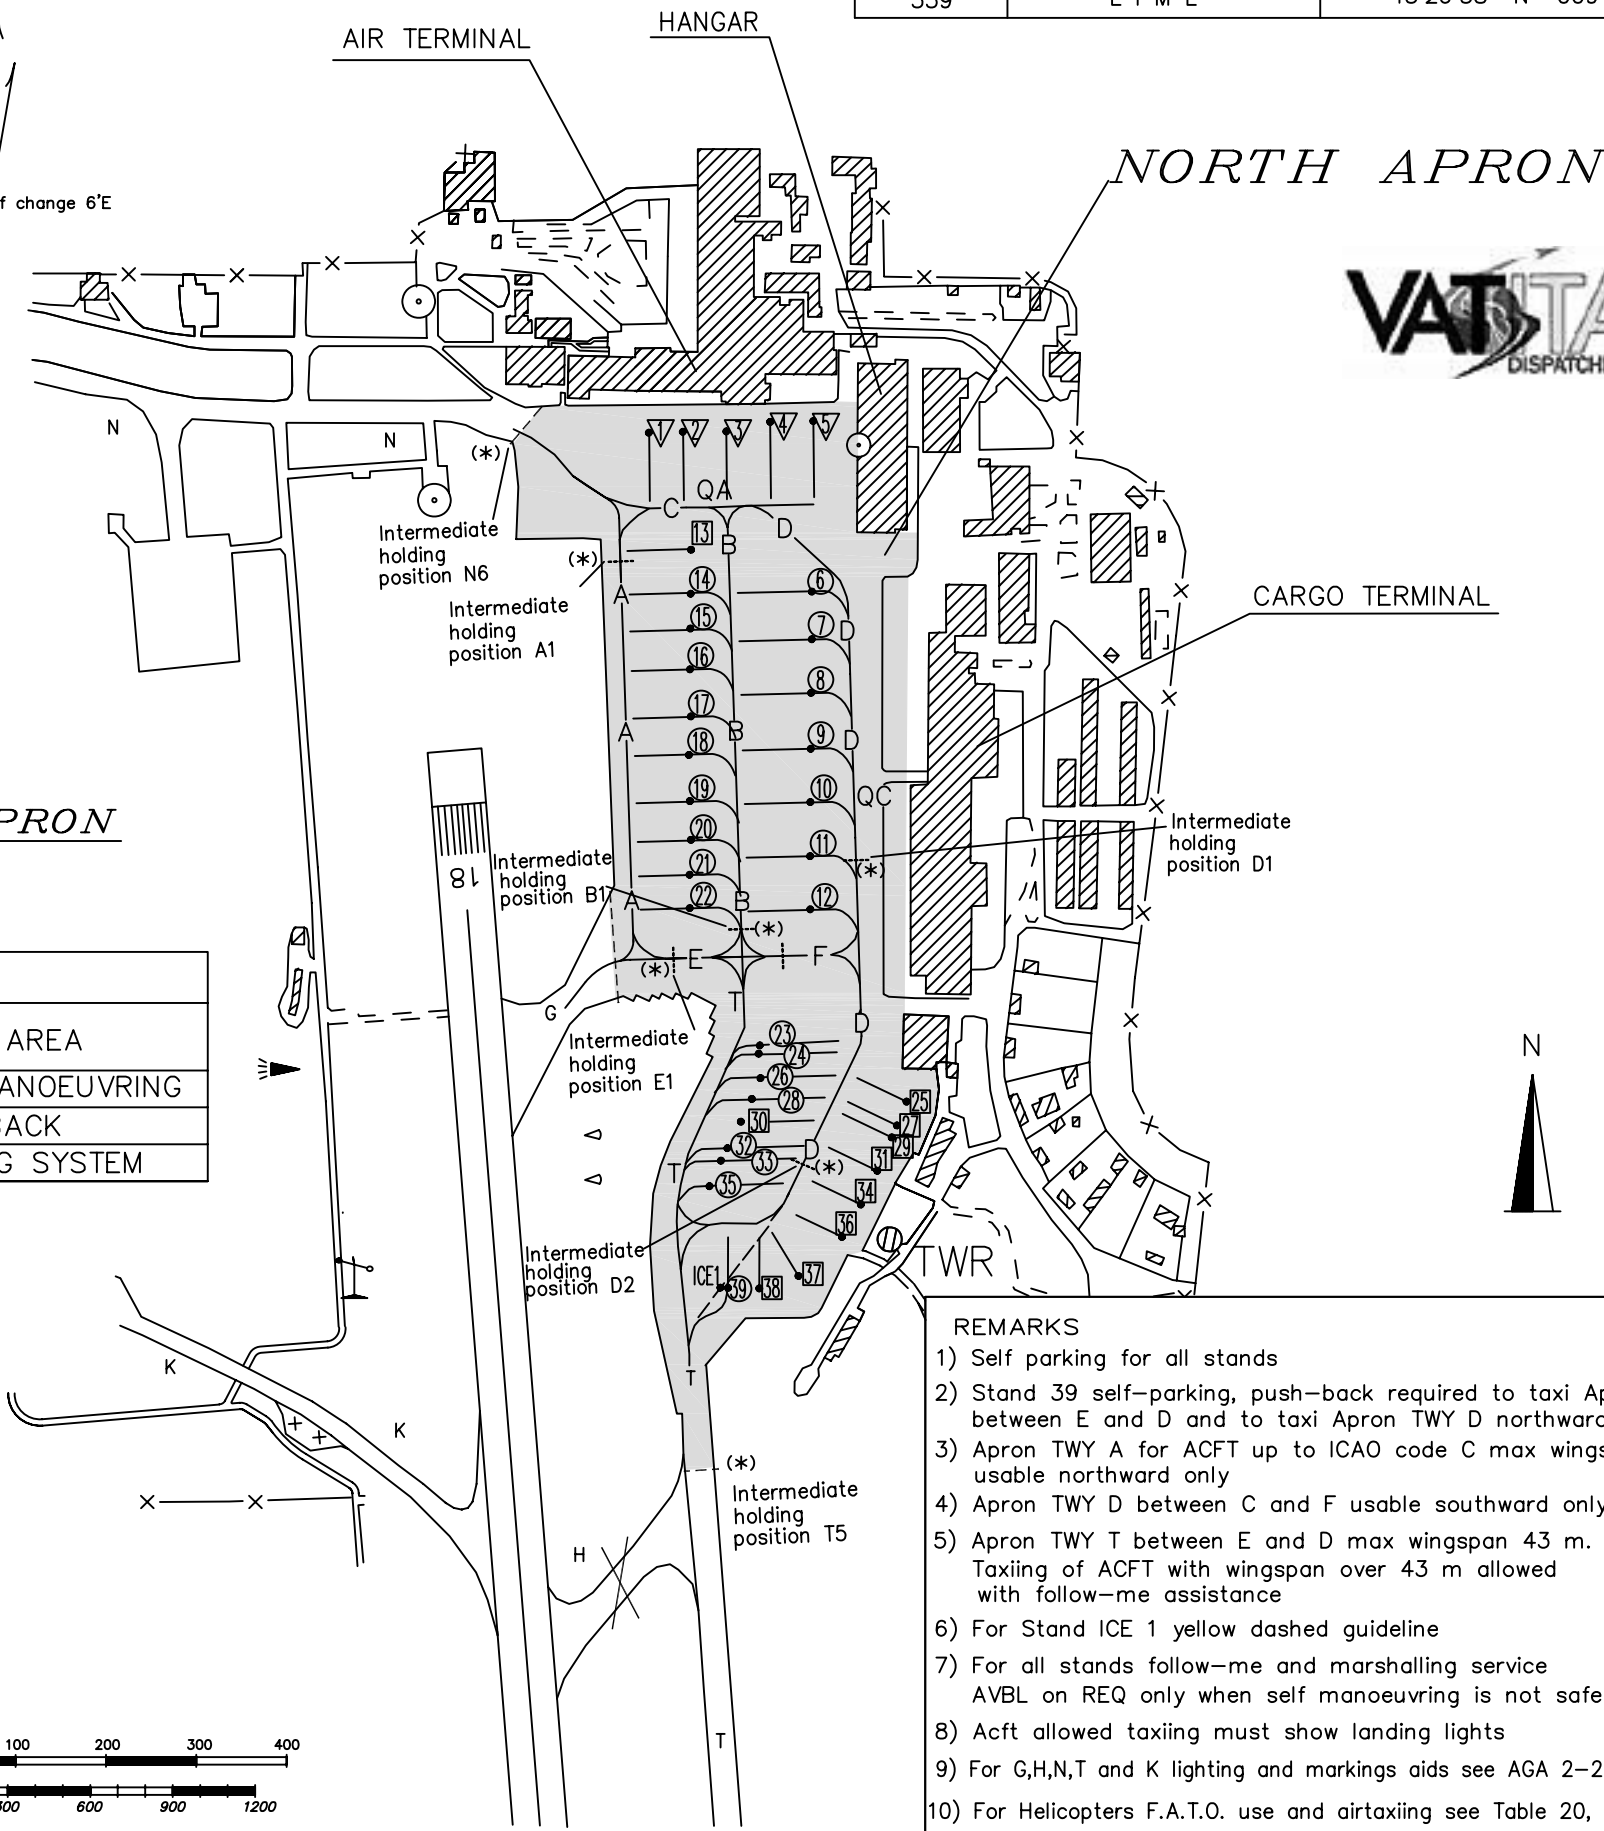 HANGAR
AIR TERMINAL
NORTH APRON
f change 6'E
VAT ITA
DISPATCH
N
N
(*)
1 2 3 4 5
QA
C
D
13
B
Intermediate
holding
position N6
(*)
Intermediate
holding
position A1
A
14
6
15
7
D
16
8
17
A
B
9
D
18
CARGO TERMINAL
19
10
QC
20
11
(*)
21
22
A
B
12
(*)
Intermediate
holding
position D1
PRON
18
Intermediate
holding
position B1
(*)
E
F
T
G
D
Intermediate
holding
position E1
AREA
ANOEUVRING
BACK
G SYSTEM
23
24
26
28
30
32
33
35
25
27
29
31
34
36
37
38
39
ICE1
D
(*)
T
Intermediate
holding
position D2
TWR
N
K
K
T
(*)
Intermediate
holding
position T5
H
T
100 200 300 400
300 600 900 1200
REMARKS
1) Self parking for all stands
2) Stand 39 self-parking, push-back required to taxi Ap
between E and D and to taxi Apron TWY D northward
3) Apron TWY A for ACFT up to ICAO code C max wings
usable northward only
4) Apron TWY D between C and F usable southward only
5) Apron TWY T between E and D max wingspan 43 m.
Taxiing of ACFT with wingspan over 43 m allowed
with follow-me assistance
6) For Stand ICE 1 yellow dashed guideline
7) For all stands follow-me and marshalling service
AVBL on REQ only when self manoeuvring is not safe
8) Acft allowed taxiing must show landing lights
9) For G,H,N,T and K lighting and markings aids see AGA 2-2
10) For Helicopters F.A.T.O. use and airtaxiing see Table 20,